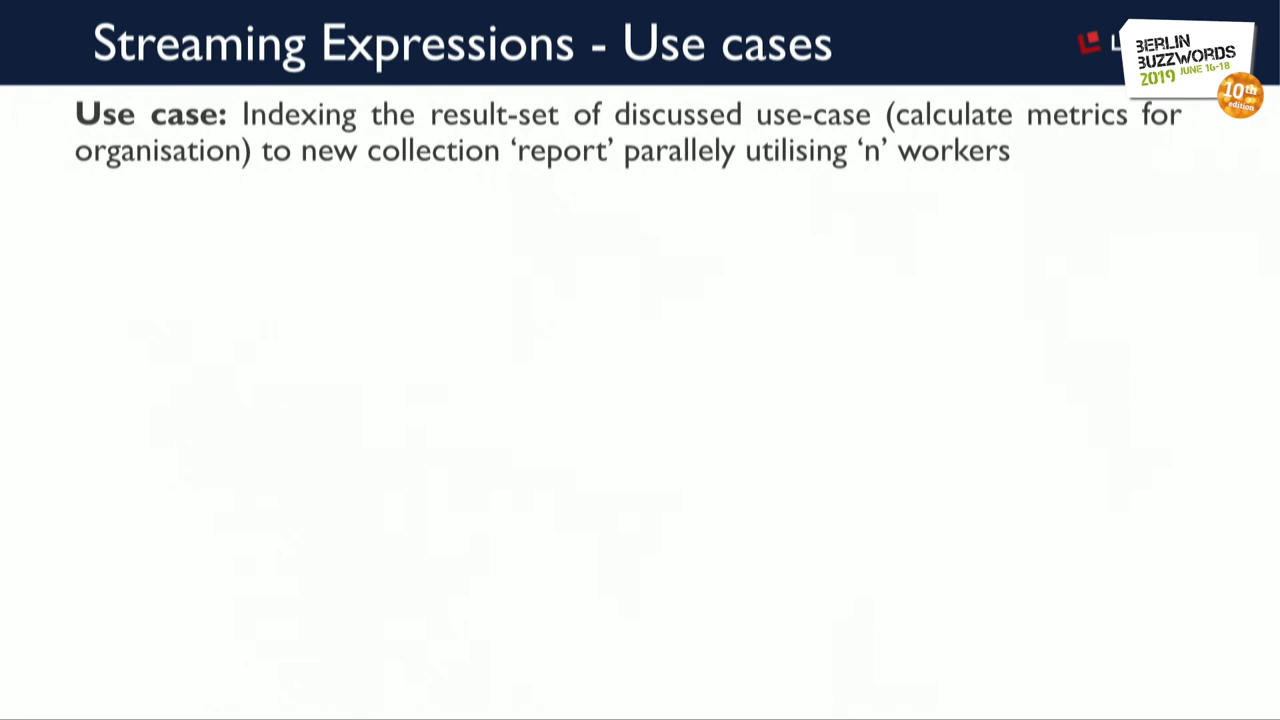 Streaming Expressions - Use cases
L
BERLIN
BUZZWORDS
2019 JUNE 16-18
10th
edition
Use case: Indexing the result-set of discussed use-case (calculate metrics for
organisation) to new collection ‘report’ parallely utilising ‘n’ workers